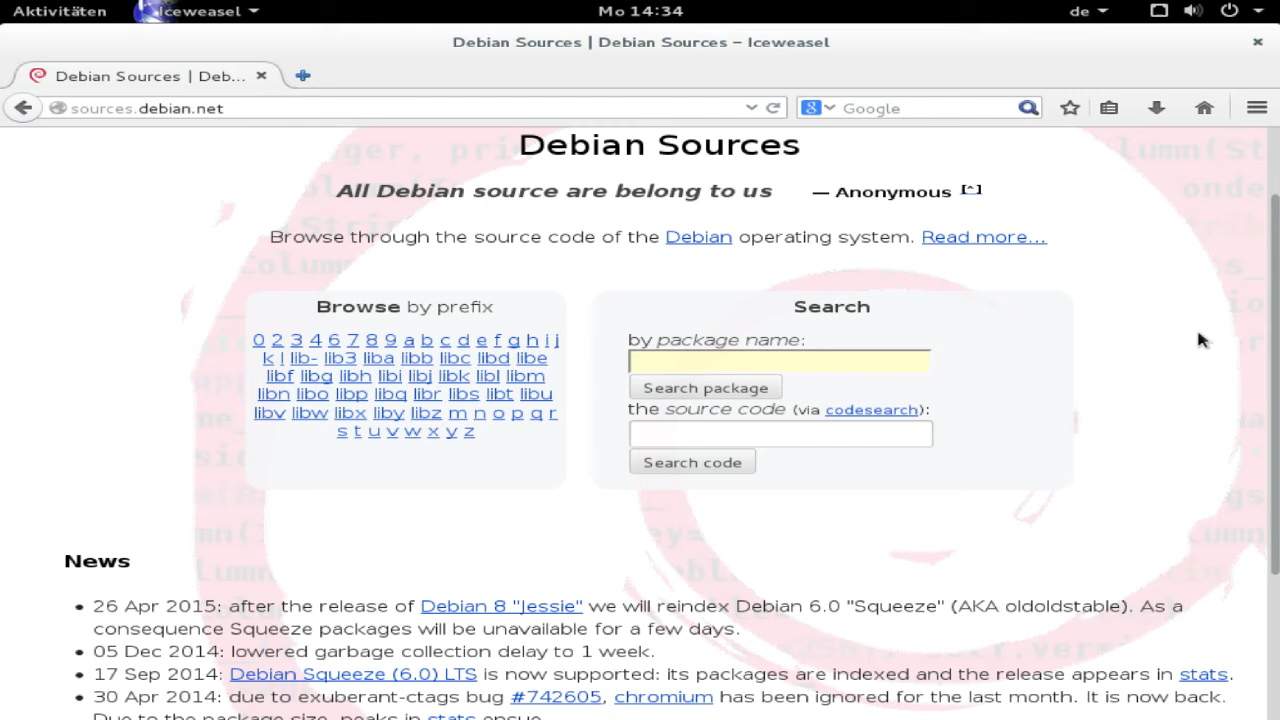 Aktivitäten Iceweasel Mo 14:34 de
Debian Sources | Debian Sources – Iceweasel
Debian Sources | Deb...
sources.debian.net Google
Debian Sources
All Debian source are belong to us — Anonymous [^]
Browse through the source code of the Debian operating system. Read more...
Browse by prefix
0 2 3 4 6 7 8 9 a b c d e f g h i j
k l lib- lib3 liba libb libc libd libe
libf libg libh libi libj libk libl libm
libn libo libp libq libr libs libt libu
libv libw libx liby libz m n o p q r
s t u v w x y z
Search
by package name:
Search package
the source code (via codesearch):
Search code
News
• 26 Apr 2015: after the release of Debian 8 "Jessie" we will reindex Debian 6.0 "Squeeze" (AKA oldoldstable). As a
consequence Squeeze packages will be unavailable for a few days.
• 05 Dec 2014: lowered garbage collection delay to 1 week.
• 17 Sep 2014: Debian Squeeze (6.0) LTS is now supported: its packages are indexed and the release appears in stats.
• 30 Apr 2014: due to exuberant-ctags bug #742605, chromium has been ignored for the last month. It is now back.
Due to the package size, peaks in stats ensue.